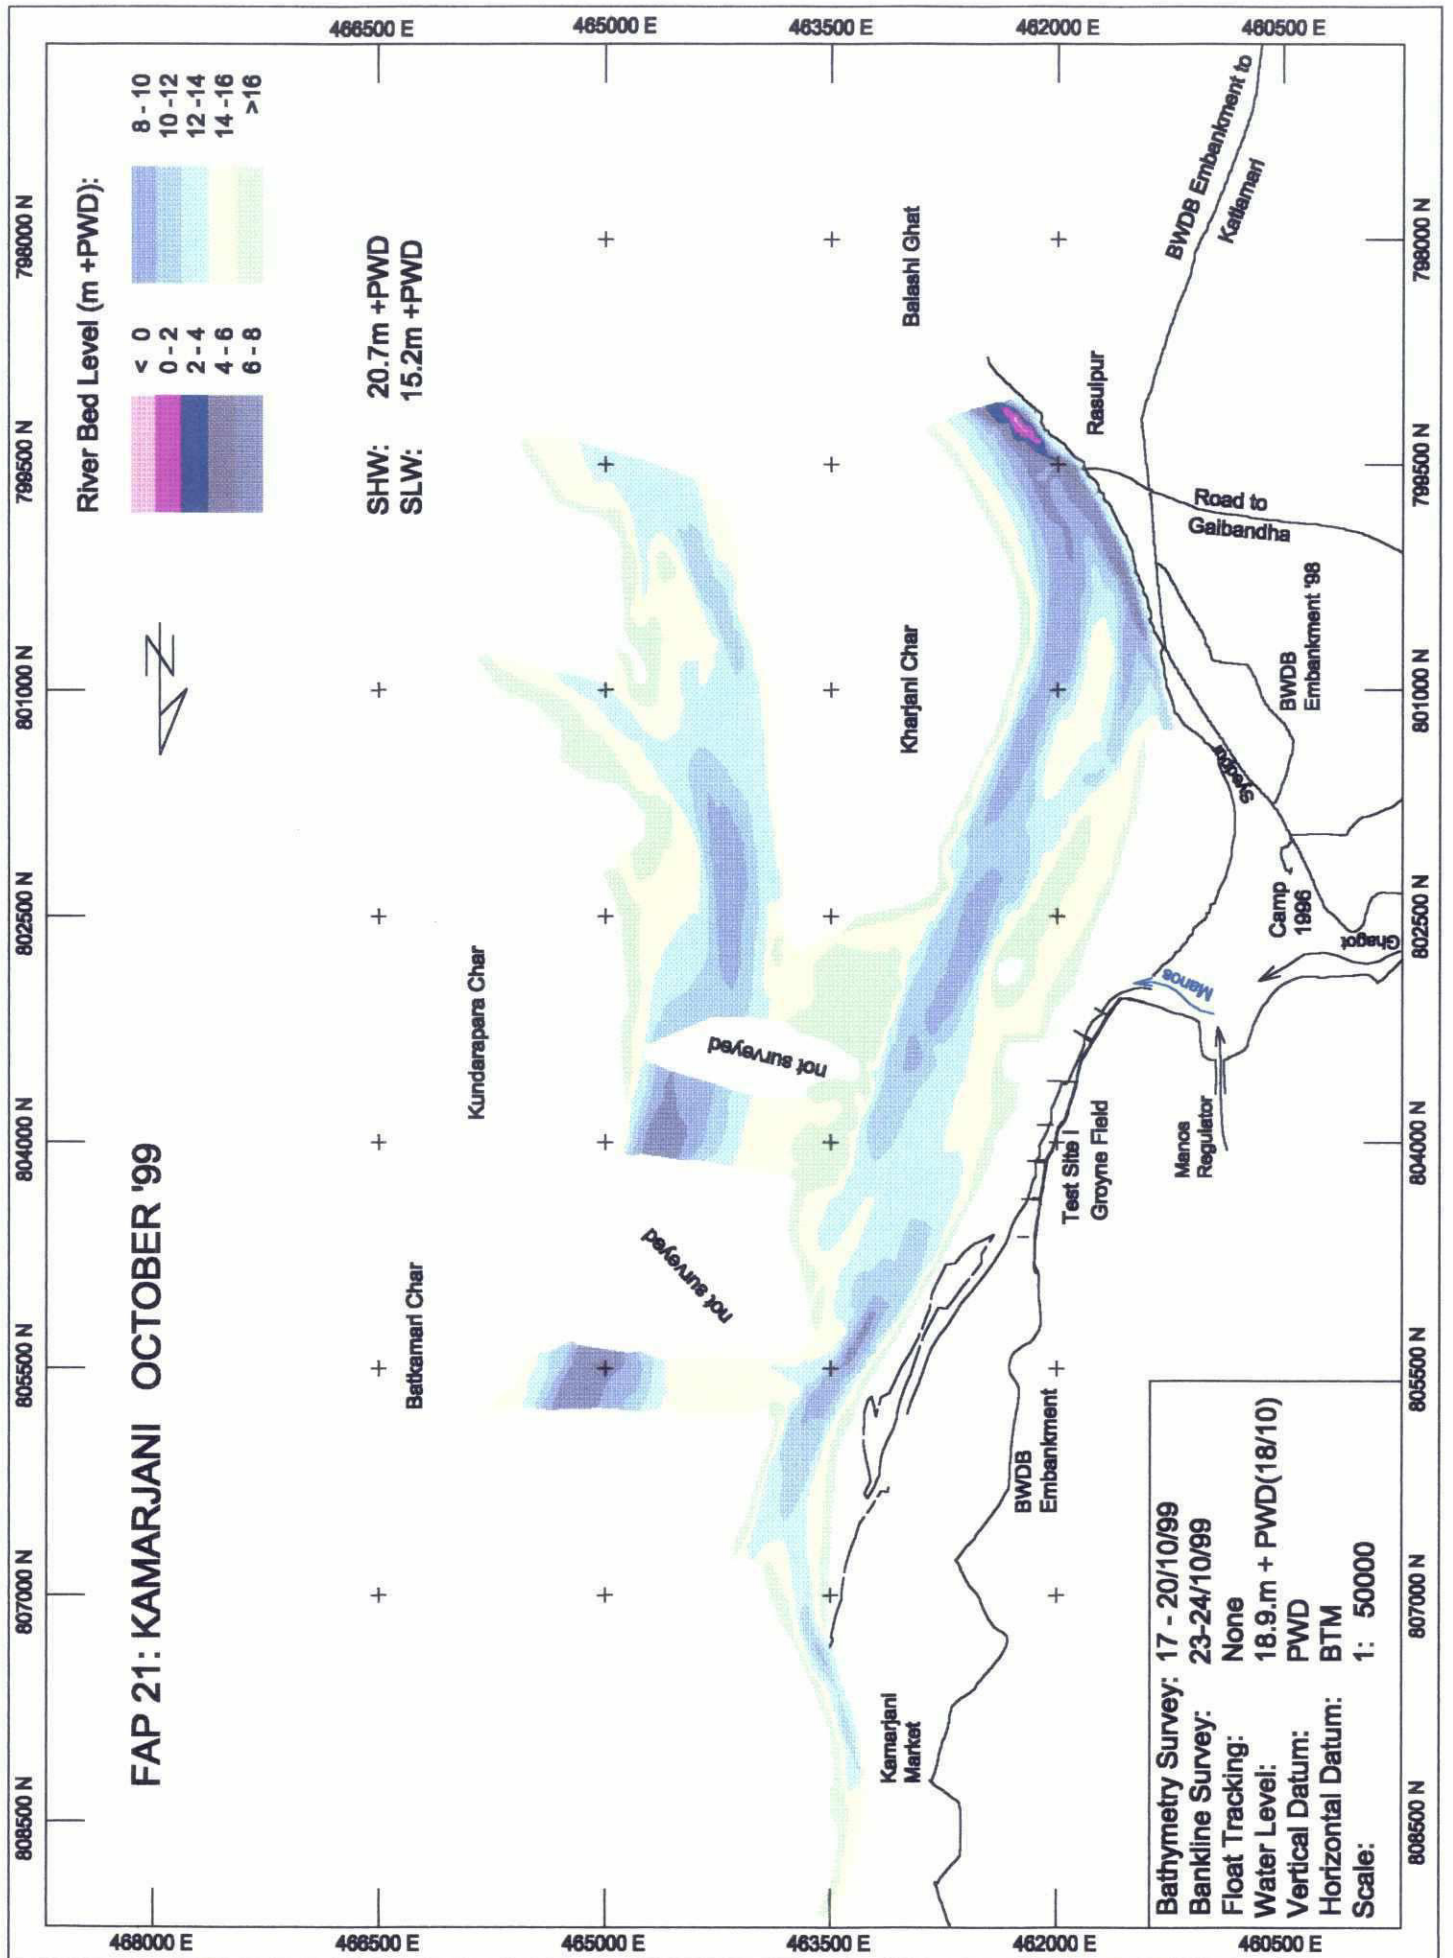 FAP 21: KAMARJANI OCTOBER '99
River Bed Level (m +PWD):
< 0
0 - 2
2 - 4
4 - 6
6 - 8
8 - 10
10 -12
12 -14
14 -16
>16
SHW: 20.7m +PWD
SLW: 15.2m +PWD
808500 N
807000 N
805500 N
804000 N
802500 N
801000 N
799500 N
798000 N
468000 E
466500 E
465000 E
463500 E
462000 E
460500 E
466500 E
465000 E
463500 E
462000 E
460500 E
Batkamari Char
Kundarapara Char
not surveyed
not surveyed
Kharjani Char
Balashi Ghat
Rasulpur
BWDB Embankment to
Katlamari
Road to
Gaibandha
BWDB
Embankment '98
Syedpur
Camp
1996
Ghagot
Manos
Manos
Regulator
Test Site I
Groyne Field
BWDB
Embankment
Kamarjani
Market
Bathymetry Survey: 17 - 20/10/99
Bankline Survey: 23-24/10/99
Float Tracking: None
Water Level: 18.9.m + PWD(18/10)
Vertical Datum: PWD
Horizontal Datum: BTM
Scale: 1: 50000
808500 N
807000 N
805500 N
804000 N
802500 N
801000 N
799500 N
798000 N